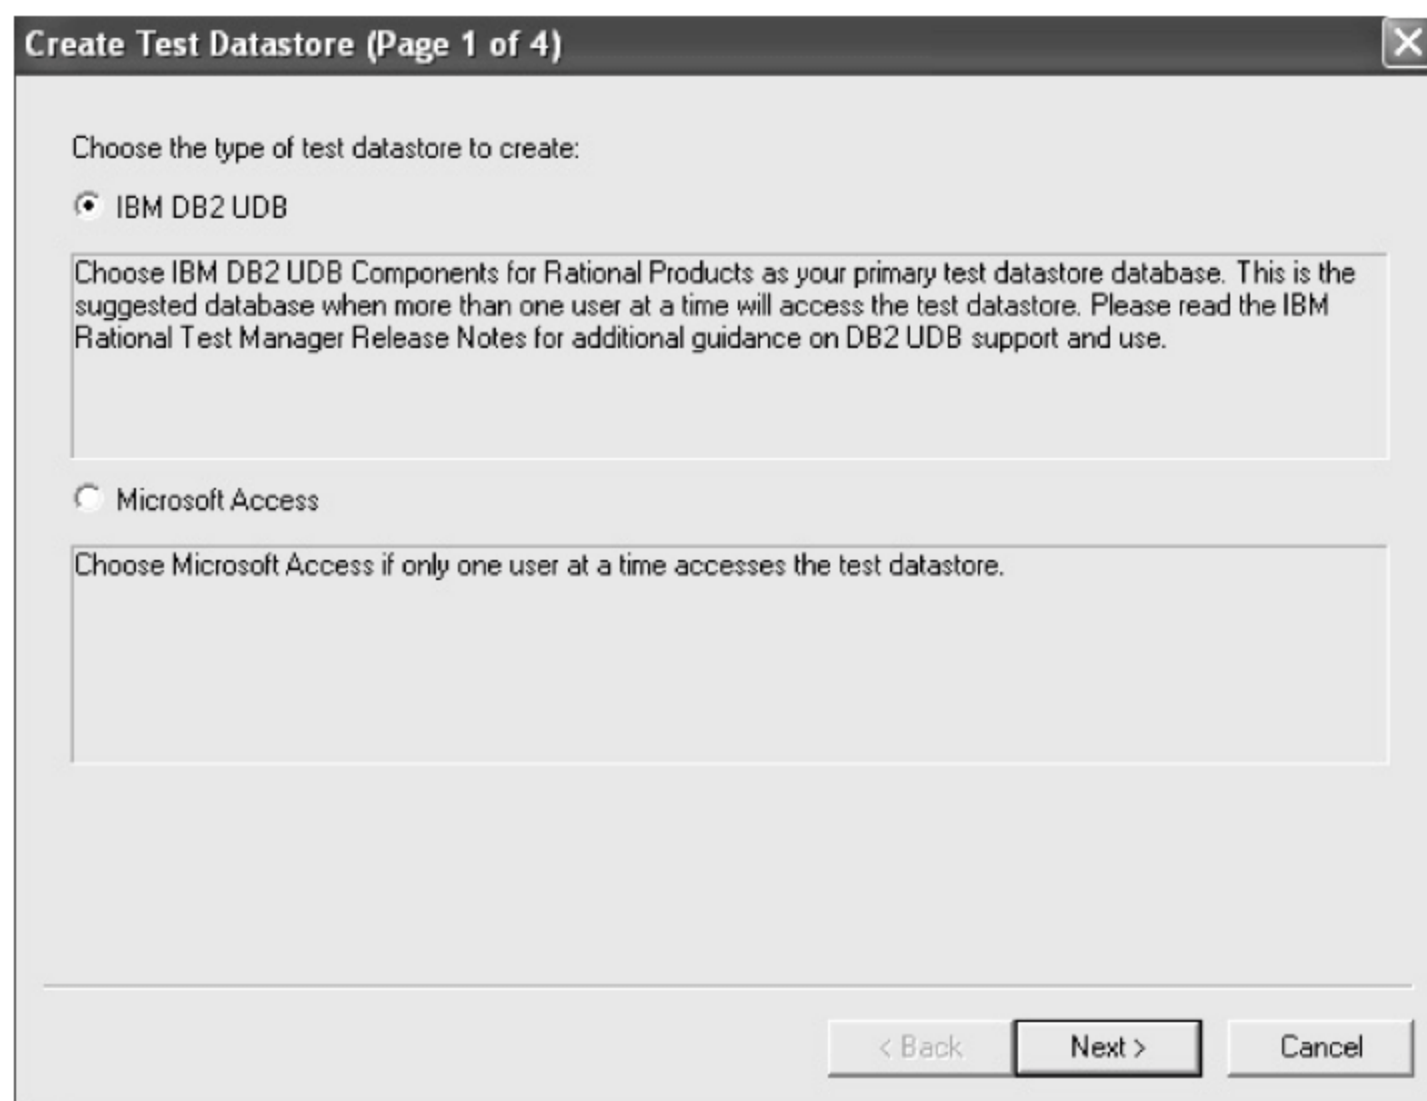 Create Test Datastore (Page 1 of 4)
Choose the type of test datastore to create:
IBM DB2 UDB
Choose IBM DB2 UDB Components for Rational Products as your primary test datastore database. This is the
suggested database when more than one user at a time will access the test datastore. Please read the IBM
Rational Test Manager Release Notes for additional guidance on DB2 UDB support and use.
Microsoft Access
Choose Microsoft Access if only one user at a time accesses the test datastore.
< Back Next > Cancel